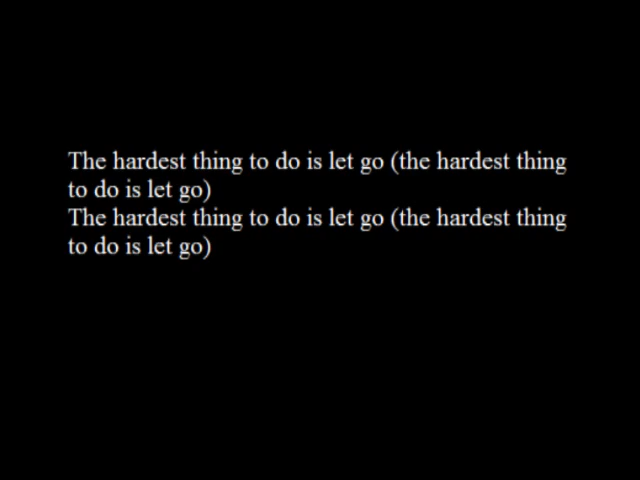 The hardest thing to do is let go (the hardest thing
to do is let go)
The hardest thing to do is let go (the hardest thing
to do is let go)